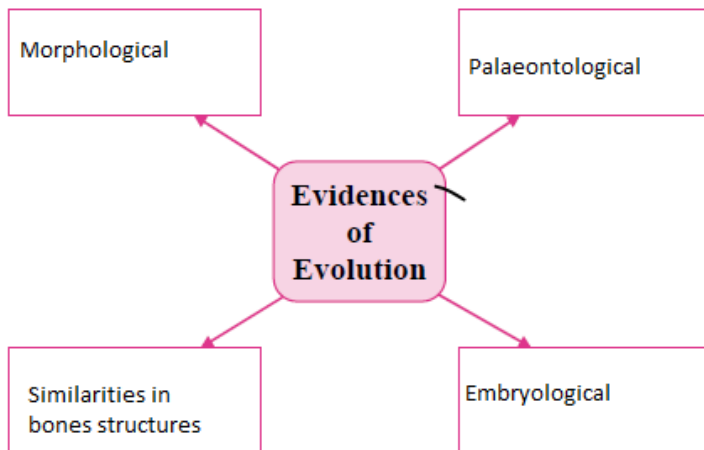 Morphological
Palaeontological
Evidences
of
Evolution
Similarities in
bones structures
Embryological